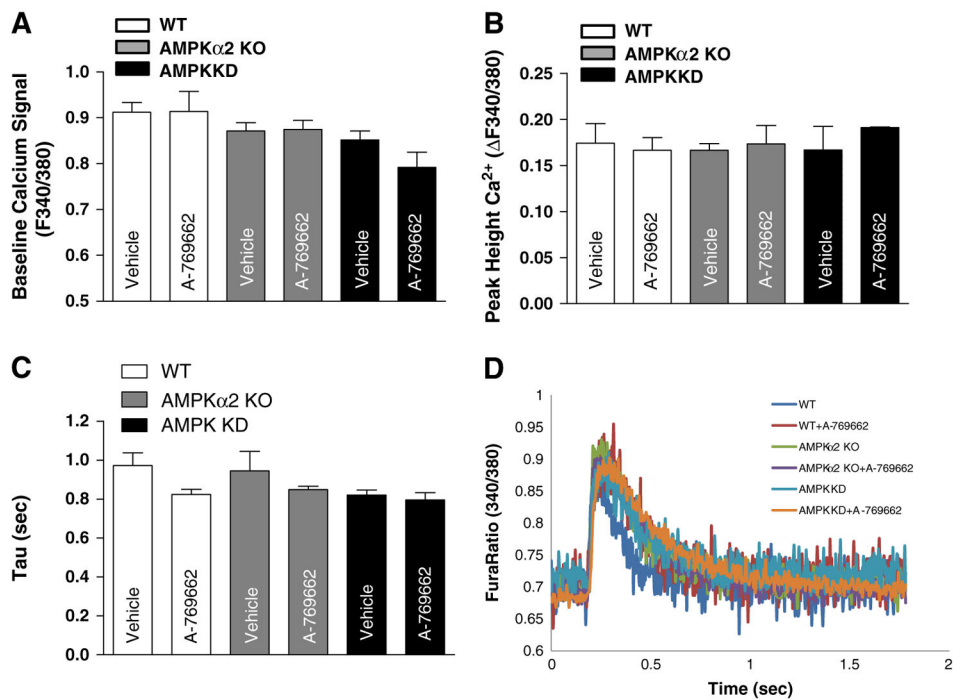 A
WT
AMPKα2 KO
AMPKKD
Baseline Calcium Signal
(F340/380)
1.0
0.9
0.8
0.7
0.6
0.5
Vehicle
A-769662
Vehicle
A-769662
Vehicle
A-769662
B
WT
AMPKα2 KO
AMPKKD
Peak Height Ca²⁺ (ΔF340/380)
0.25
0.20
0.15
0.10
0.05
0.00
Vehicle
A-769662
Vehicle
A-769662
Vehicle
A-769662
C
WT
AMPKα2 KO
AMPK KD
Tau (sec)
1.2
1.0
0.8
0.6
0.4
0.2
0.0
Vehicle
A-769662
Vehicle
A-769662
Vehicle
A-769662
D
FuraRatio (340/380)
1
0.95
0.9
0.85
0.8
0.75
0.7
0.65
0.6
WT
WT+A-769662
AMPKα2 KO
AMPKα2 KO+A-769662
AMPKKD
AMPKKD+A-769662
0
0.5
1
1.5
2
Time (sec)